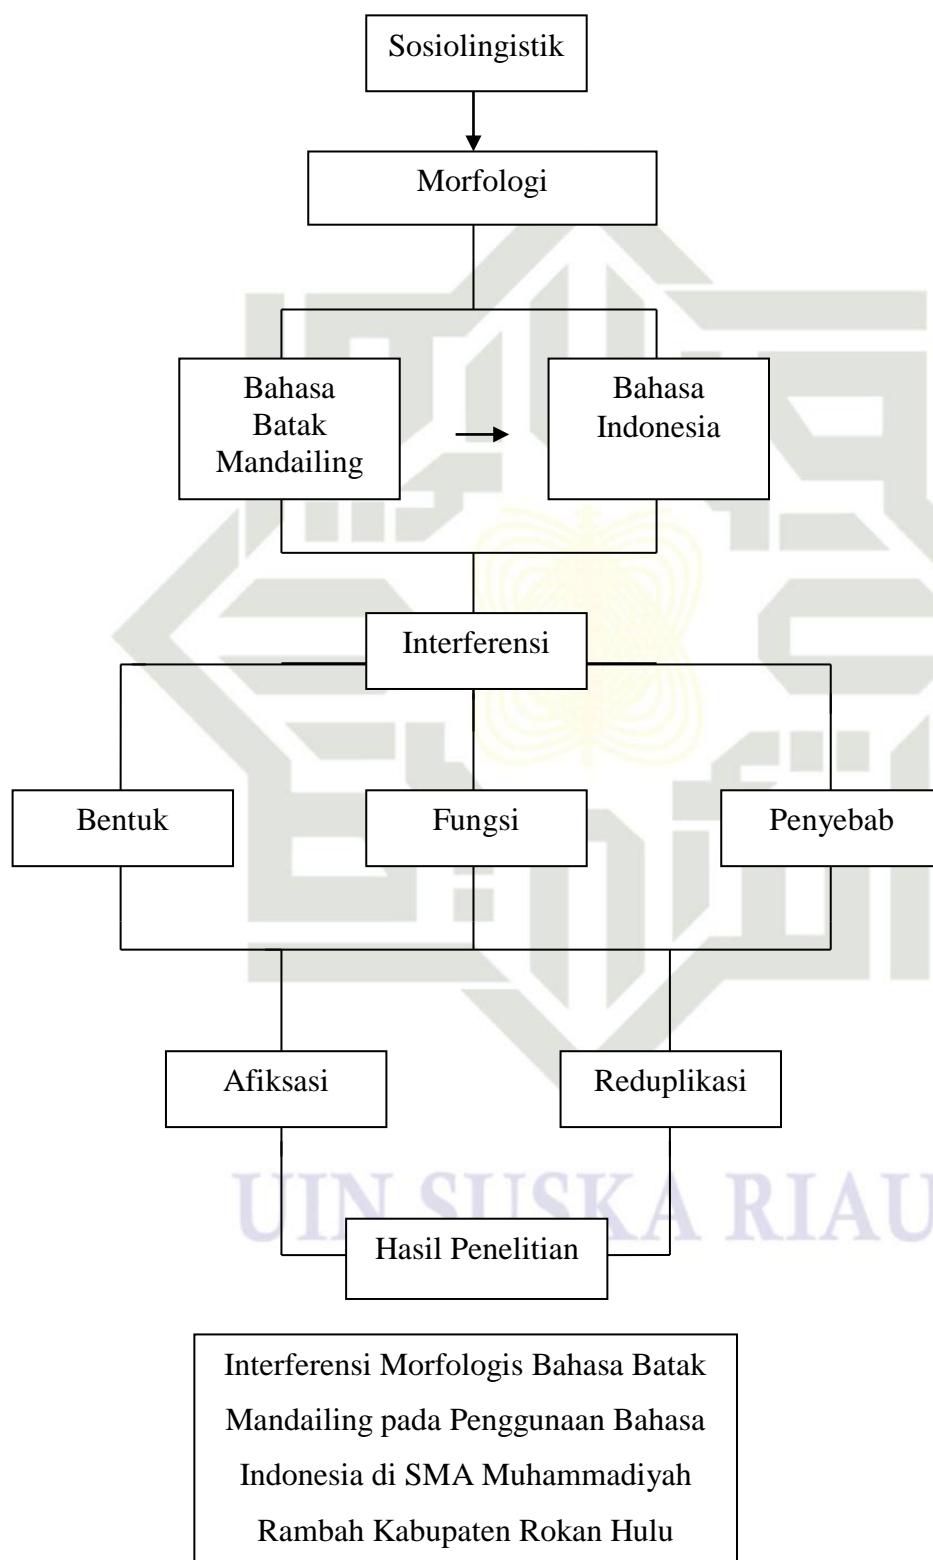 Sosiolingistik
Morfologi
Bahasa
Batak
Mandailing
Bahasa
Indonesia
Interferensi
Bentuk
Fungsi
Penyebab
Afiksasi
Reduplikasi
UIN SUSKA RIAU
Hasil Penelitian
Interferensi Morfologis Bahasa Batak
Mandailing pada Penggunaan Bahasa
Indonesia di SMA Muhammadiyah
Rambah Kabupaten Rokan Hulu